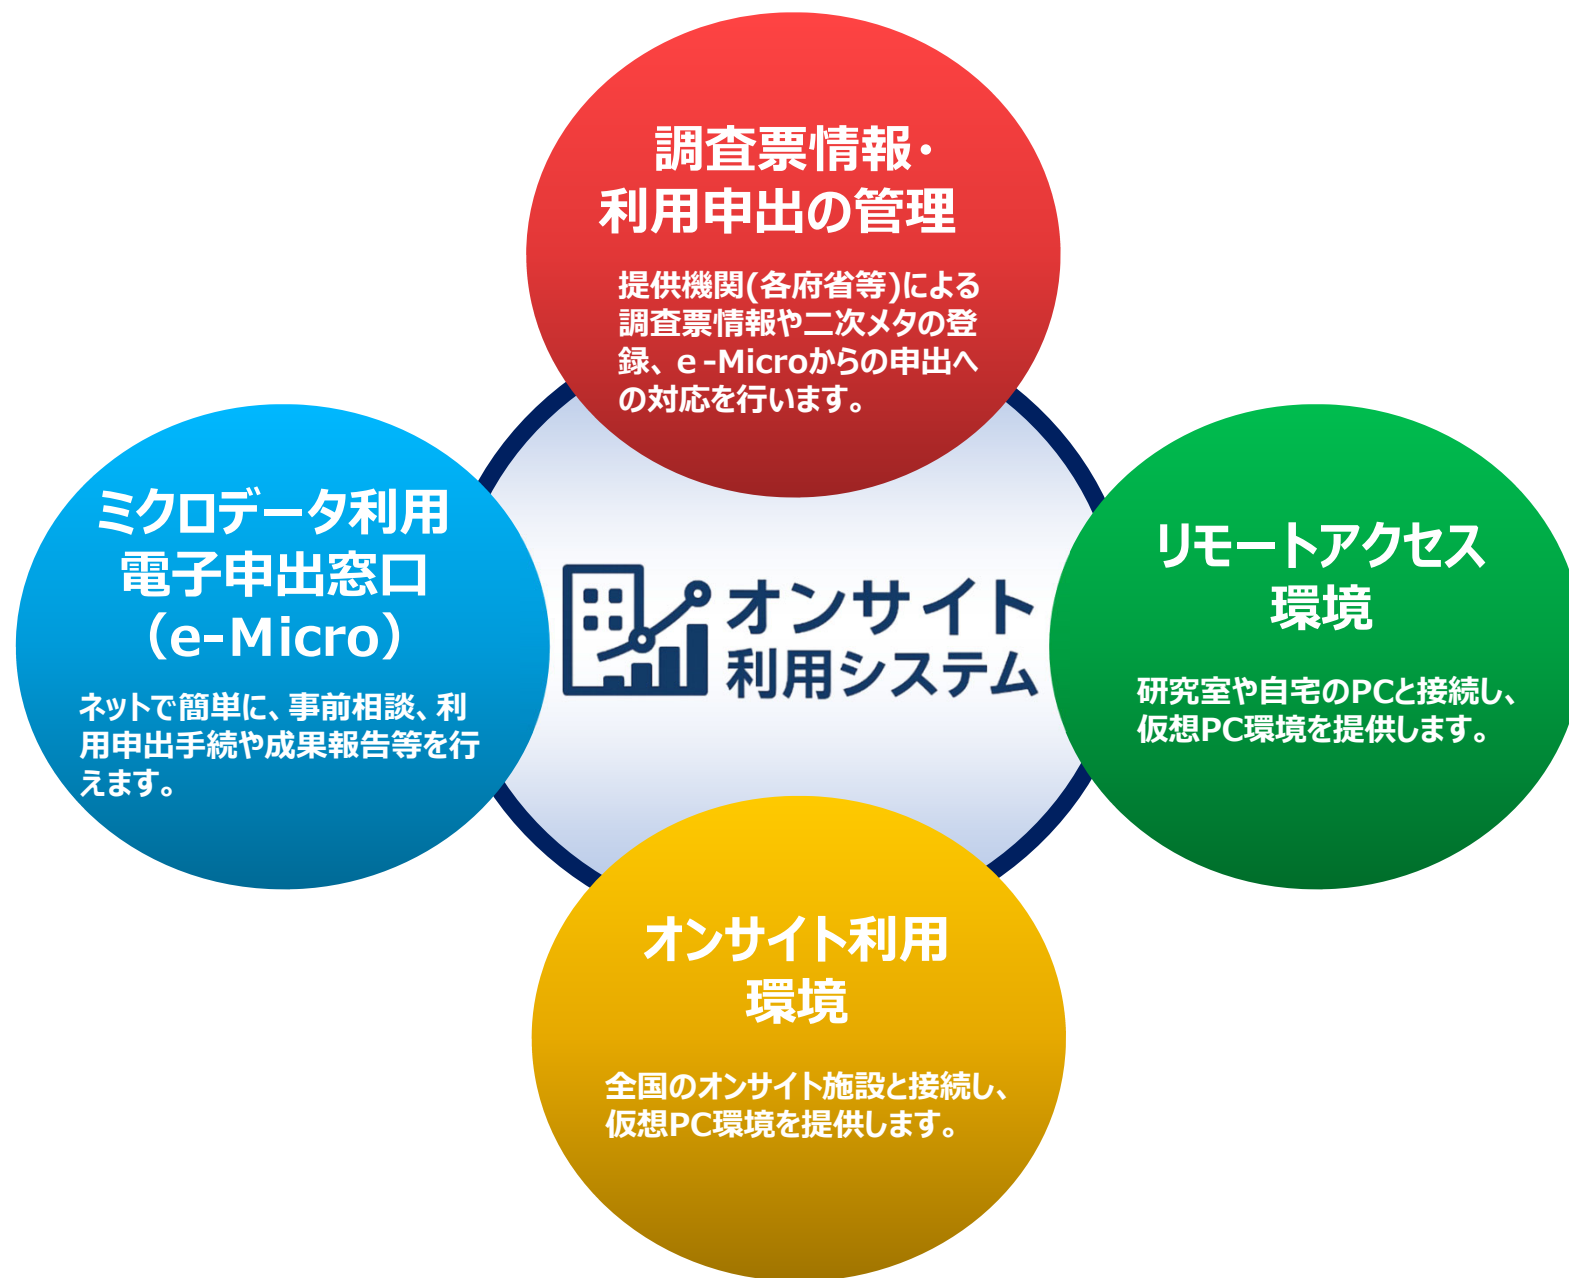 調査票情報・
利用申出の管理
提供機関(各府省等)による
調査票情報や二次メタの登
録、e-Microからの申出へ
の対応を行います。
ミクロデータ利用
電子申出窓口
（e-Micro）
ネットで簡単に、事前相談、利
用申出手続や成果報告等を行
えます。
オンサイト
利用システム
リモートアクセス
環境
研究室や自宅のPCと接続し、
仮想PC環境を提供します。
オンサイト利用
環境
全国のオンサイト施設と接続し、
仮想PC環境を提供します。